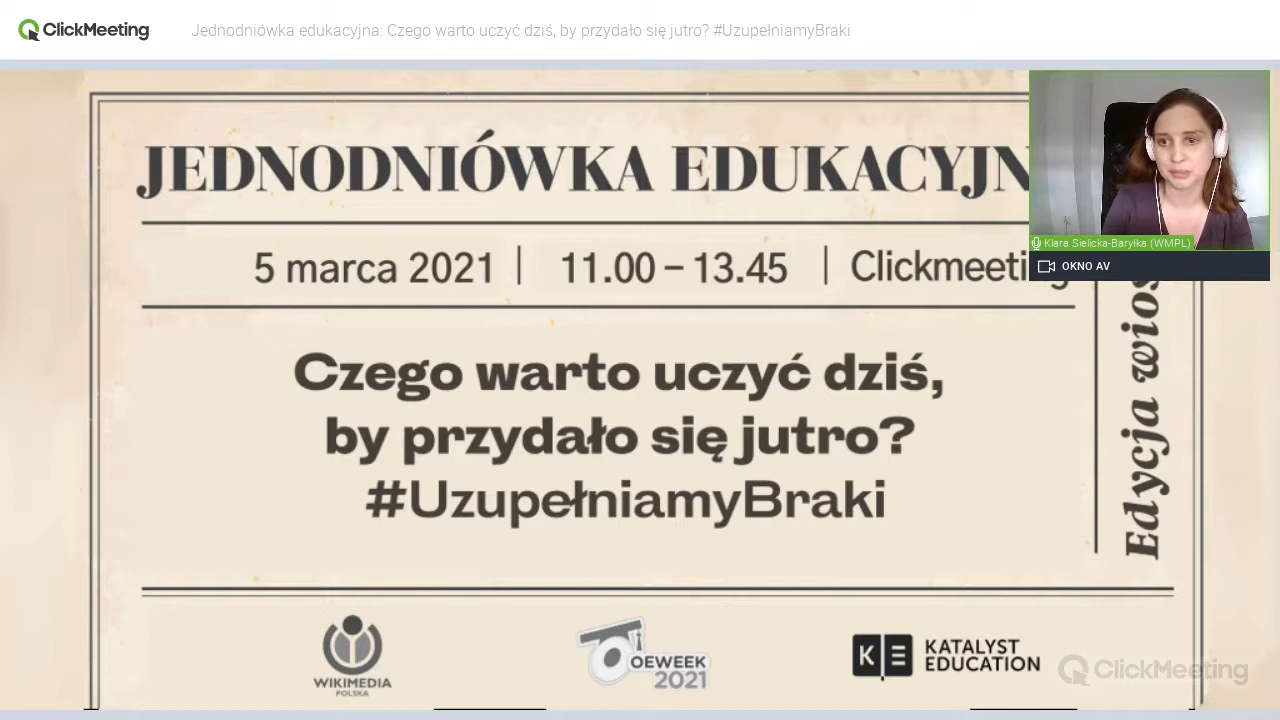 ClickMeeting
Jednodniówka edukacyjna: Czego warto uczyć dziś, by przydało się jutro? #UzupełniamyBraki
JEDNODNIÓWKA EDUKACYJN
5 marca 2021 | 11.00 – 13.45 | Clickmeeting
Klara Sielicka-Baryłka (WMPL)
OKNO AV
Edycja wios
Czego warto uczyć dziś,
by przydało się jutro?
#UzupełniamyBraki
WIKIMEDIA
POLSKA
OEWEEK
2021
KE
KATALYST
EDUCATION
ClickMeeting